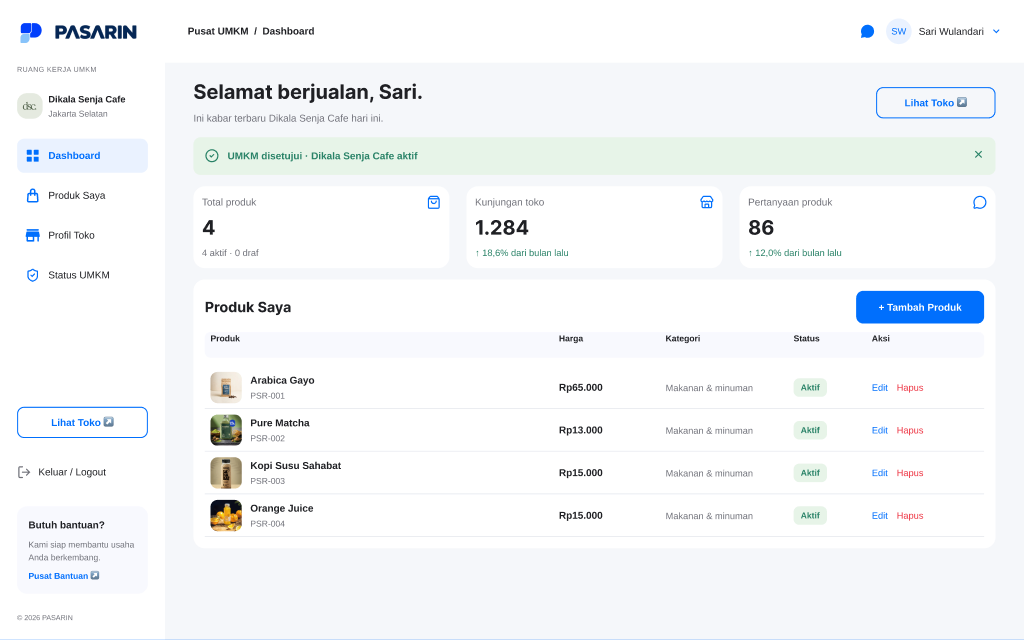 PASARIN
Pusat UMKM / Dashboard
SW
Sari Wulandari
RUANG KERJA UMKM
dsc.
Dikala Senja Cafe
Jakarta Selatan
Dashboard
Produk Saya
Profil Toko
Status UMKM
Lihat Toko ↗
Keluar / Logout
Butuh bantuan?
Kami siap membantu usaha
Anda berkembang.
Pusat Bantuan ↗
© 2026 PASARIN
Selamat berjualan, Sari.
Ini kabar terbaru Dikala Senja Cafe hari ini.
Lihat Toko ↗
UMKM disetujui · Dikala Senja Cafe aktif
Total produk
4
4 aktif · 0 draf
Kunjungan toko
1.284
↑ 18,6% dari bulan lalu
Pertanyaan produk
86
↑ 12,0% dari bulan lalu
Produk Saya
+ Tambah Produk
Produk Harga Kategori Status Aksi
Arabica Gayo
PSR-001
Rp65.000 Makanan & minuman Aktif Edit Hapus
Pure Matcha
PSR-002
Rp13.000 Makanan & minuman Aktif Edit Hapus
Kopi Susu Sahabat
PSR-003
Rp15.000 Makanan & minuman Aktif Edit Hapus
Orange Juice
PSR-004
Rp15.000 Makanan & minuman Aktif Edit Hapus